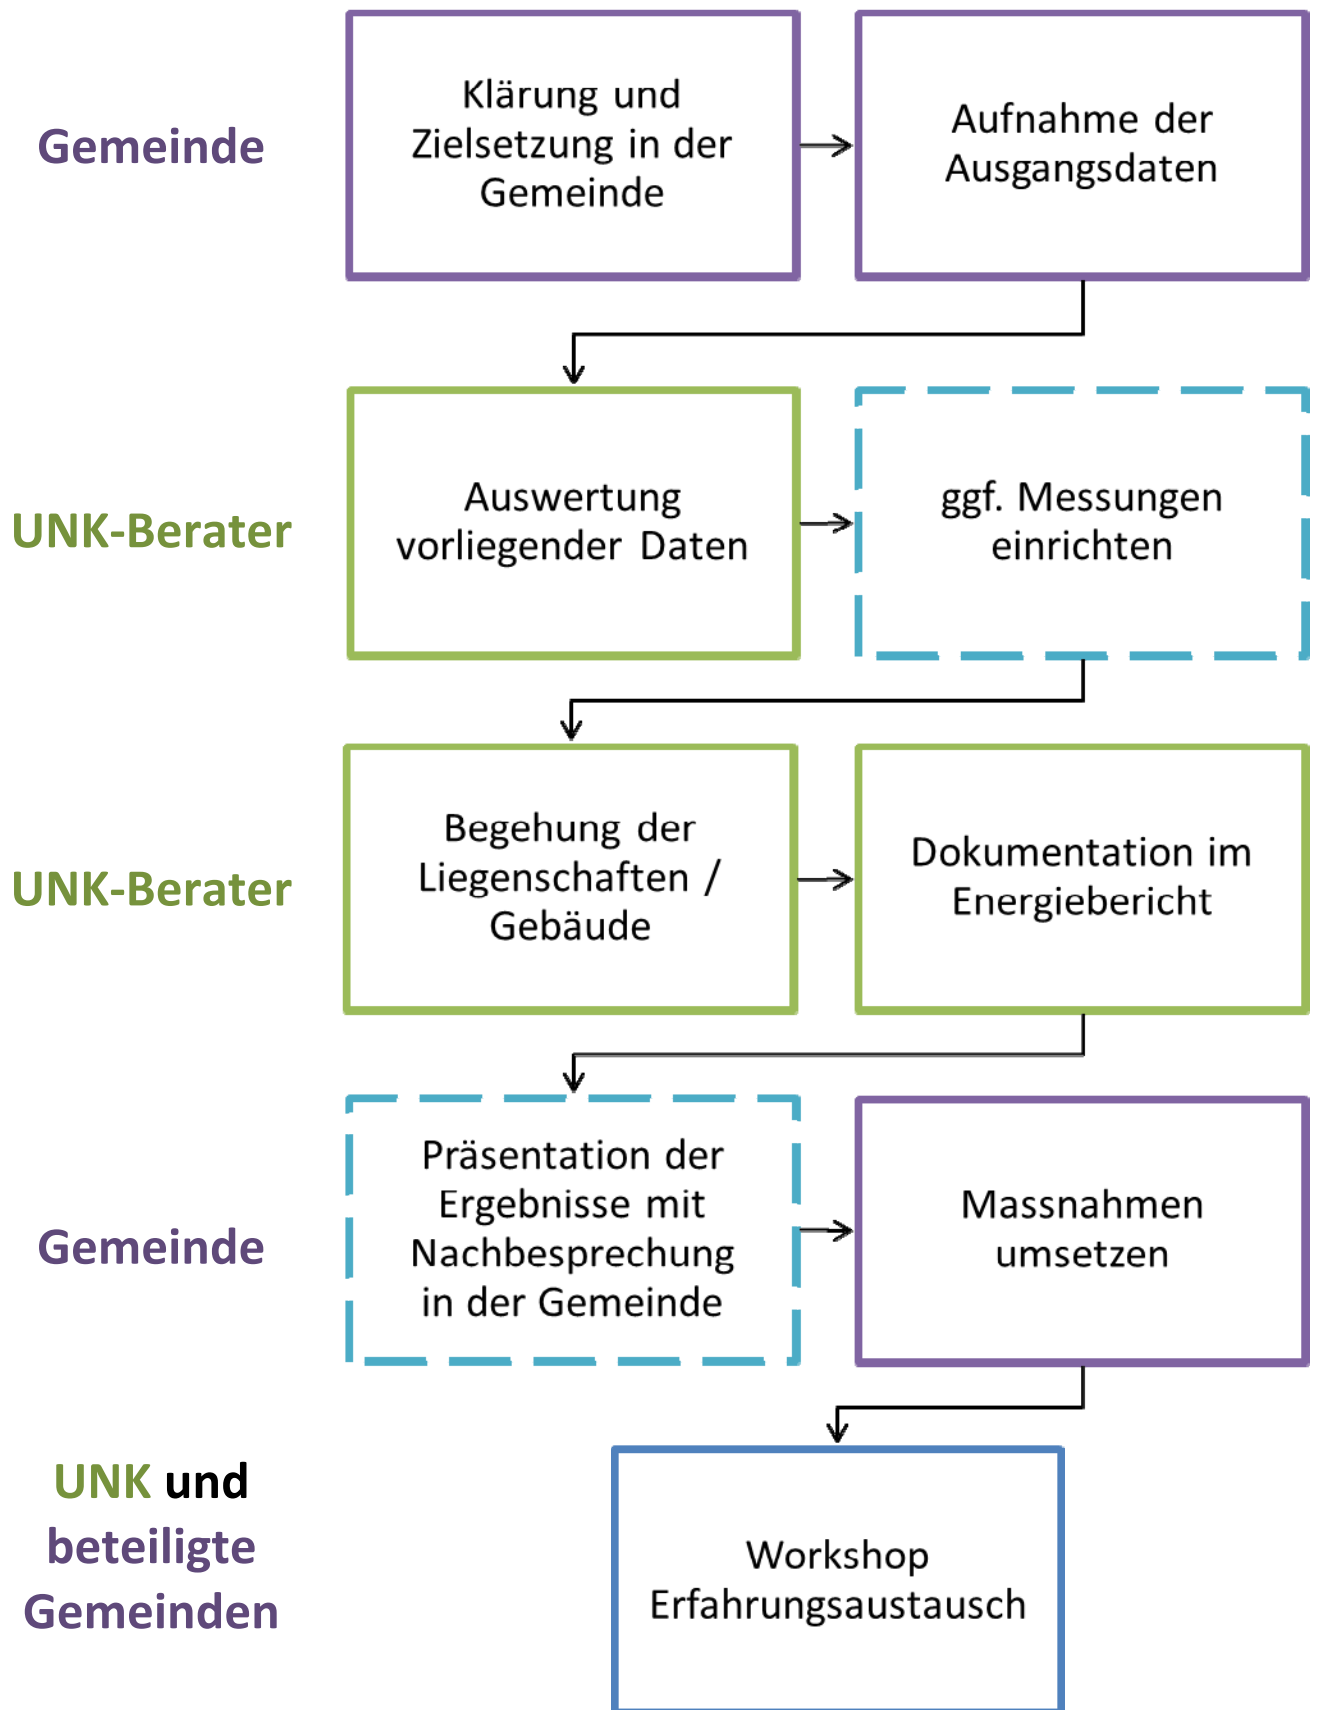 Gemeinde
Klärung und
Zielsetzung in der
Gemeinde
Aufnahme der
Ausgangsdaten
UNK-Berater
Auswertung
vorliegender Daten
ggf. Messungen
einrichten
UNK-Berater
Begehung der
Liegenschaften /
Gebäude
Dokumentation im
Energiebericht
Gemeinde
Präsentation der
Ergebnisse mit
Nachbesprechung
in der Gemeinde
Massnahmen
umsetzen
UNK und
beteiligte
Gemeinden
Workshop
Erfahrungsaustausch